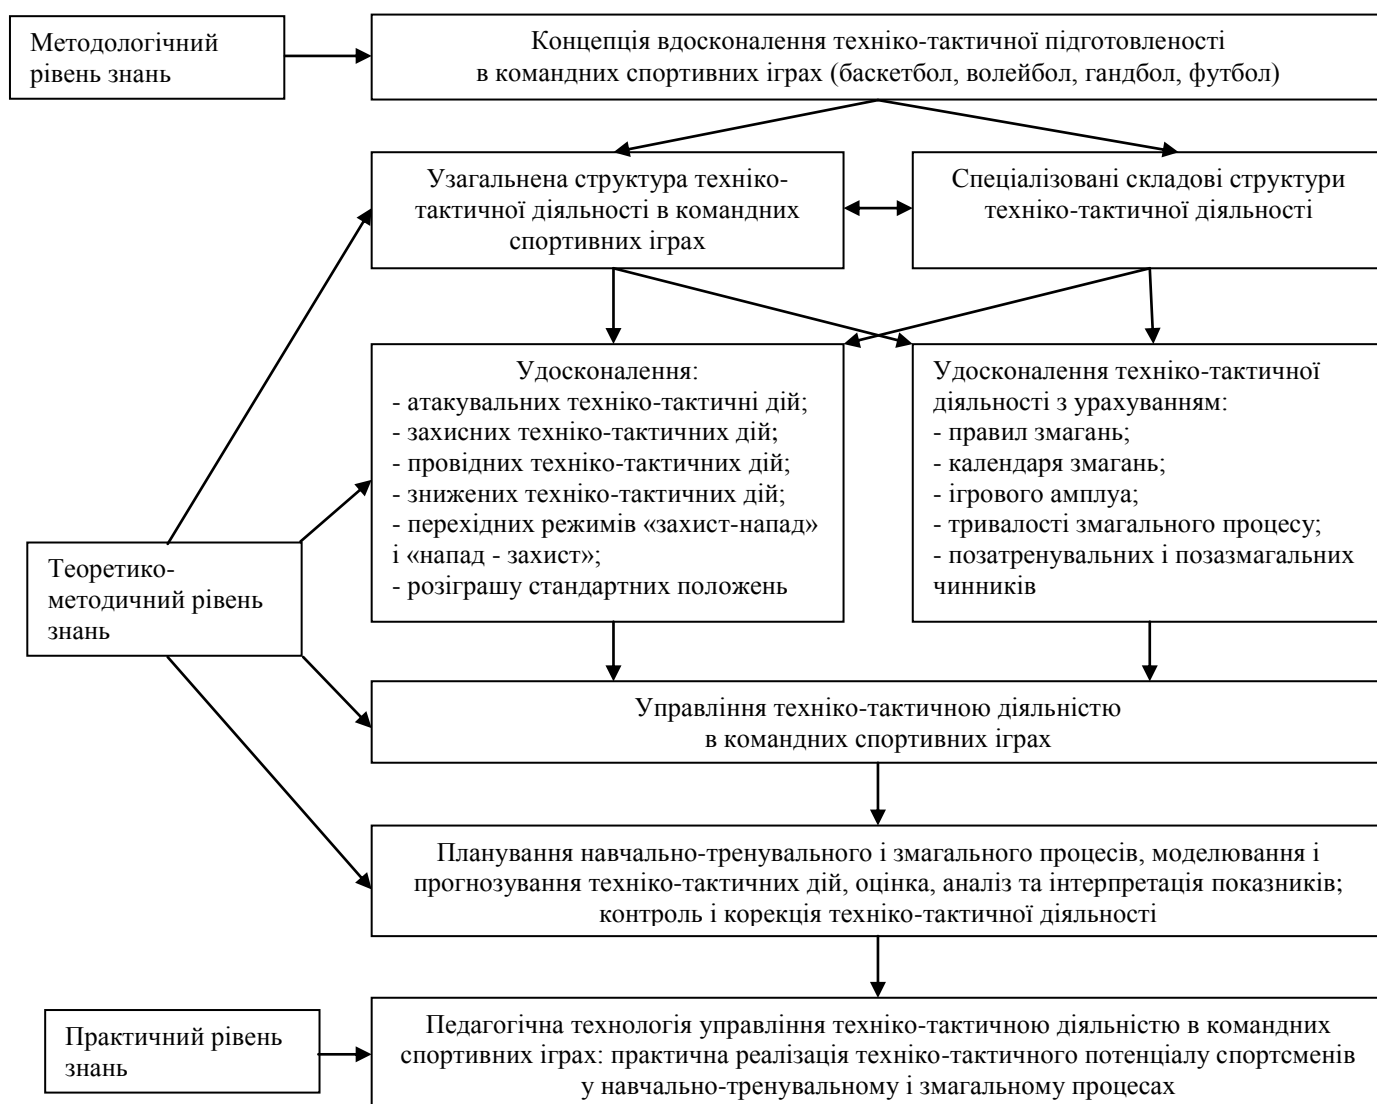 Методологічний
рівень знань
Концепція вдосконалення техніко-тактичної підготовленості
в командних спортивних іграх (баскетбол, волейбол, гандбол, футбол)
Узагальнена структура техніко-
тактичної діяльності в командних
спортивних іграх
Спеціалізовані складові структури
техніко-тактичної діяльності
Удосконалення:
- атакувальних техніко-тактичні дій;
- захисних техніко-тактичних дій;
- провідних техніко-тактичних дій;
- знижених техніко-тактичних дій;
- перехідних режимів «захист-напад»
і «напад - захист»;
- розіграшу стандартних положень
Удосконалення техніко-тактичної
діяльності з урахуванням:
- правил змагань;
- календаря змагань;
- ігрового амплуа;
- тривалості змагального процесу;
- позатренувальних і позазмагальних
чинників
Теоретико-
методичний рівень
знань
Управління техніко-тактичною діяльністю
в командних спортивних іграх
Планування навчально-тренувального і змагального процесів, моделювання і
прогнозування техніко-тактичних дій, оцінка, аналіз та інтерпретація показників;
контроль і корекція техніко-тактичної діяльності
Практичний рівень
знань
Педагогічна технологія управління техніко-тактичною діяльністю в командних
спортивних іграх: практична реалізація техніко-тактичного потенціалу спортсменів
у навчально-тренувальному і змагальному процесах